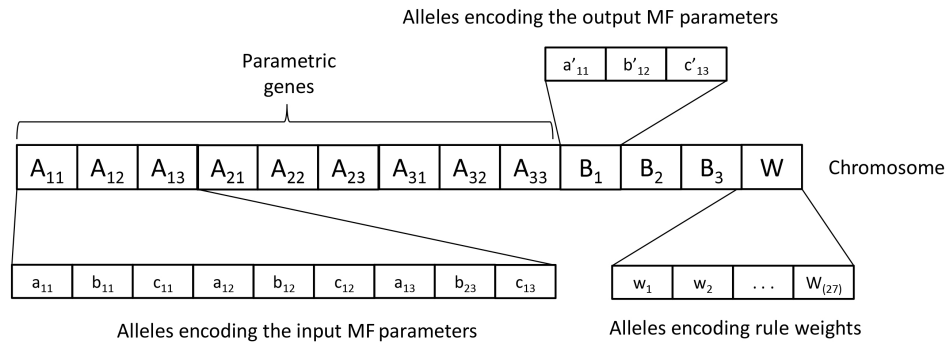 Alleles encoding the output MF parameters
a'₁₁ b'₁₂ c'₁₃
Parametric
genes
A₁₁ A₁₂ A₁₃ A₂₁ A₂₂ A₂₃ A₃₁ A₃₂ A₃₃ B₁ B₂ B₃ W Chromosome
a₁₁ b₁₁ c₁₁ a₁₂ b₁₂ c₁₂ a₁₃ b₂₃ c₁₃
w₁ w₂ . . . W₍₂₇₎
Alleles encoding the input MF parameters
Alleles encoding rule weights